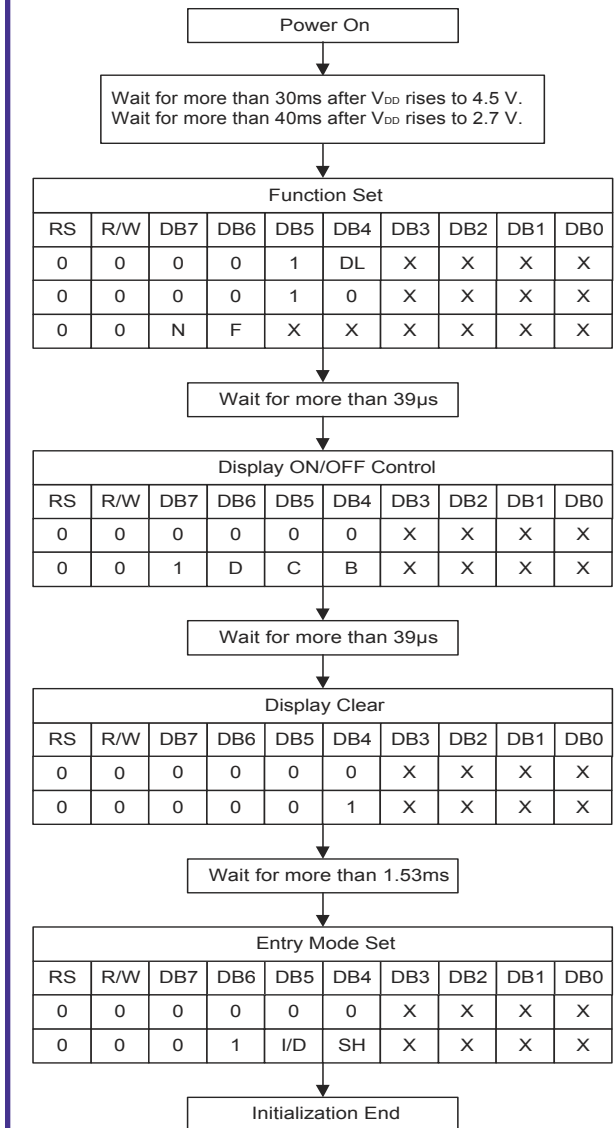 Power On
Wait for more than 30ms after VDD rises to 4.5 V.
Wait for more than 40ms after VDD rises to 2.7 V.
Function Set
RS R/W DB7 DB6 DB5 DB4 DB3 DB2 DB1 DB0
0 0 0 0 1 DL X X X X
0 0 0 0 1 0 X X X X
0 0 N F X X X X X X
Wait for more than 39µs
Display ON/OFF Control
RS R/W DB7 DB6 DB5 DB4 DB3 DB2 DB1 DB0
0 0 0 0 0 0 X X X X
0 0 1 D C B X X X X
Wait for more than 39µs
Display Clear
RS R/W DB7 DB6 DB5 DB4 DB3 DB2 DB1 DB0
0 0 0 0 0 0 X X X X
0 0 0 0 0 1 X X X X
Wait for more than 1.53ms
Entry Mode Set
RS R/W DB7 DB6 DB5 DB4 DB3 DB2 DB1 DB0
0 0 0 0 0 0 X X X X
0 0 0 1 I/D SH X X X X
Initialization End